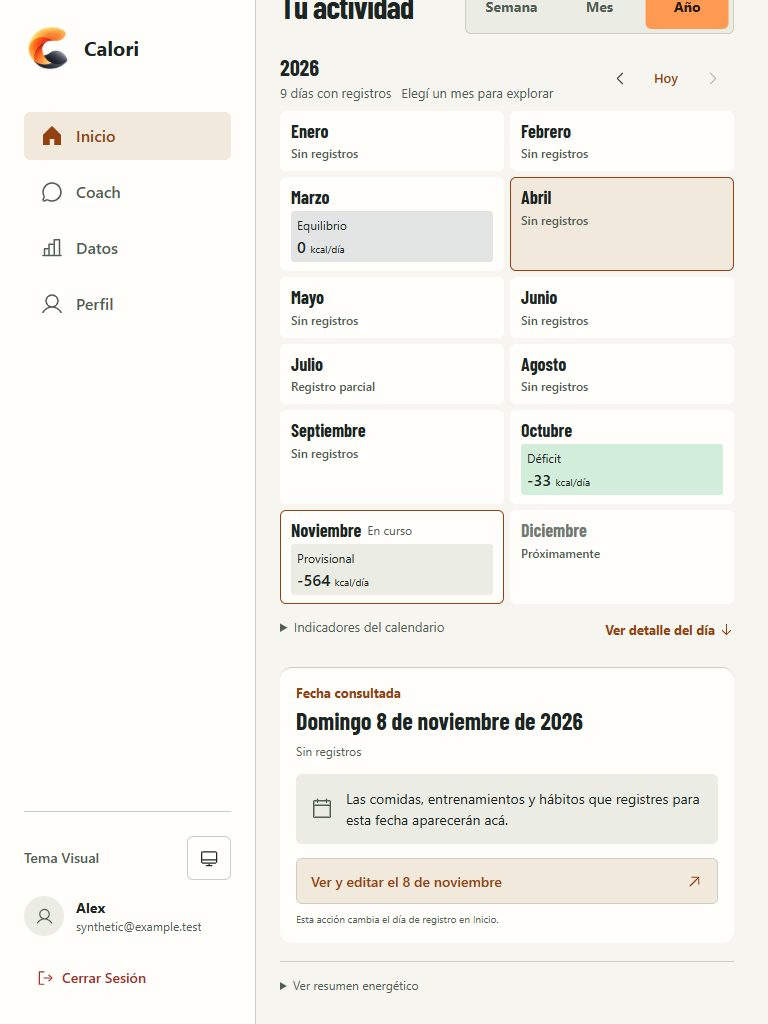 Calori
Inicio
Coach
Datos
Perfil
Tema Visual
Alex
synthetic@example.test
Cerrar Sesión
Tu actividad
Semana Mes Año
2026
9 días con registros Elegí un mes para explorar
Hoy
Enero
Sin registros
Febrero
Sin registros
Marzo
Equilibrio
0 kcal/día
Abril
Sin registros
Mayo
Sin registros
Junio
Sin registros
Julio
Registro parcial
Agosto
Sin registros
Septiembre
Sin registros
Octubre
Déficit
-33 kcal/día
Noviembre En curso
Provisional
-564 kcal/día
Diciembre
Próximamente
Indicadores del calendario
Ver detalle del día
Fecha consultada
Domingo 8 de noviembre de 2026
Sin registros
Las comidas, entrenamientos y hábitos que registres para
esta fecha aparecerán acá.
Ver y editar el 8 de noviembre
Esta acción cambia el día de registro en Inicio.
Ver resumen energético